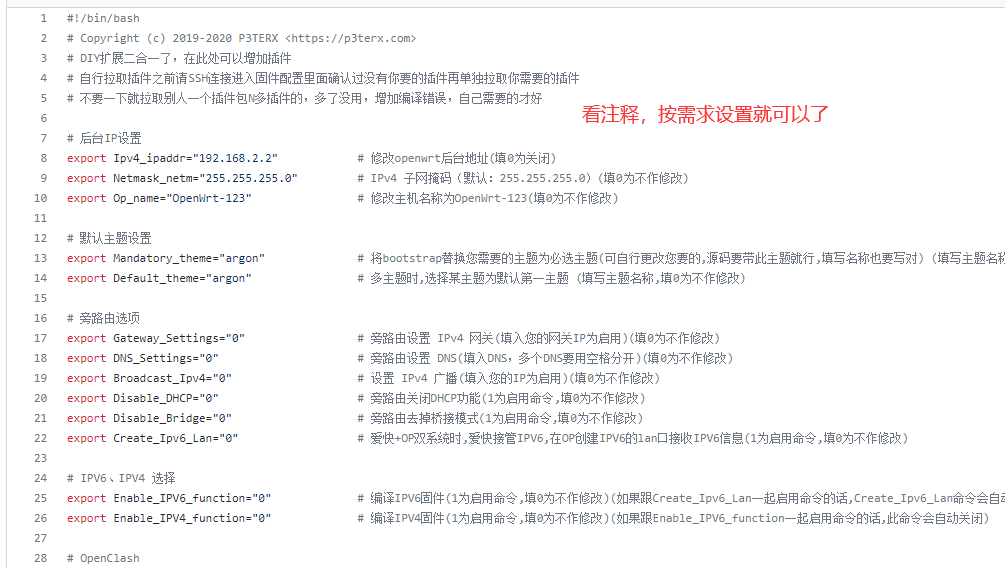 1 #!/bin/bash
2 # Copyright (c) 2019-2020 P3TERX <https://p3terx.com>
3 # DIY扩展二合一了，在此处可以增加插件
4 # 自行拉取插件之前请SSH连接进入固件配置里面确认过没有你要的插件再单独拉取你需要的插件
5 # 不要一下就拉取别人一个插件包N多插件的，多了没用，增加编译错误，自己需要的才好
看注释，按需求设置就可以了
6
7 # 后台IP设置
8 export Ipv4_ipaddr="192.168.2.2" # 修改openwrt后台地址(填0为关闭)
9 export Netmask_netm="255.255.255.0" # IPv4 子网掩码（默认：255.255.255.0）(填0为不作修改)
10 export Op_name="OpenWrt-123" # 修改主机名称为OpenWrt-123(填0为不作修改)
11
12 # 默认主题设置
13 export Mandatory_theme="argon" # 将bootstrap替换您需要的主题为必选主题(可自行更改您要的,源码要带此主题就行,填写名称也要写对) (填写主题名称
14 export Default_theme="argon" # 多主题时,选择某主题为默认第一主题 (填写主题名称,填0为不作修改)
15
16 # 旁路由选项
17 export Gateway_Settings="0" # 旁路由设置 IPv4 网关(填入您的网关IP为启用)(填0为不作修改)
18 export DNS_Settings="0" # 旁路由设置 DNS(填入DNS，多个DNS要用空格分开)(填0为不作修改)
19 export Broadcast_Ipv4="0" # 设置 IPv4 广播(填入您的IP为启用)(填0为不作修改)
20 export Disable_DHCP="0" # 旁路由关闭DHCP功能(1为启用命令,填0为不作修改)
21 export Disable_Bridge="0" # 旁路由去掉桥接模式(1为启用命令,填0为不作修改)
22 export Create_Ipv6_Lan="0" # 爱快+OP双系统时,爱快接管IPV6,在OP创建IPV6的lan口接收IPV6信息(1为启用命令,填0为不作修改)
23
24 # IPV6、IPV4 选择
25 export Enable_IPV6_function="0" # 编译IPV6固件(1为启用命令,填0为不作修改)(如果跟Create_Ipv6_Lan一起启用命令的话,Create_Ipv6_Lan命令会自动
26 export Enable_IPV4_function="0" # 编译IPV4固件(1为启用命令,填0为不作修改)(如果跟Enable_IPV6_function一起启用命令的话,此命令会自动关闭)
27
28 # OpenClash